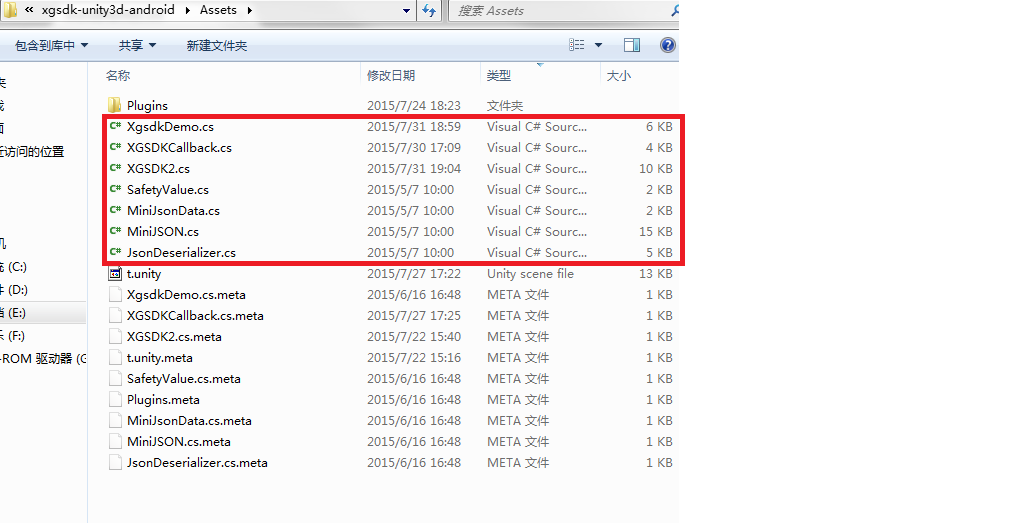 « xgsdk-unity3d-android ▸ Assets ▸ 搜索 Assets
包含到库中 共享 新建文件夹
名称 修改日期 类型 大小
Plugins 2015/7/24 18:23 文件夹
XgsdkDemo.cs 2015/7/31 18:59 Visual C# Sourc... 6 KB
XGSDKCallback.cs 2015/7/30 17:09 Visual C# Sourc... 4 KB
近访问的位置 XGSDK2.cs 2015/7/31 19:04 Visual C# Sourc... 10 KB
SafetyValue.cs 2015/5/7 10:00 Visual C# Sourc... 2 KB
MiniJsonData.cs 2015/5/7 10:00 Visual C# Sourc... 2 KB
MiniJSON.cs 2015/5/7 10:00 Visual C# Sourc... 15 KB
机 JsonDeserializer.cs 2015/5/7 10:00 Visual C# Sourc... 5 KB
(C:) t.unity 2015/7/27 17:22 Unity scene file 13 KB
(D:) XgsdkDemo.cs.meta 2015/6/16 16:48 META 文件 1 KB
(E:) XGSDKCallback.cs.meta 2015/7/27 17:25 META 文件 1 KB
(F:) XGSDK2.cs.meta 2015/7/22 15:40 META 文件 1 KB
-ROM 驱动器 (G t.unity.meta 2015/7/22 15:16 META 文件 1 KB
SafetyValue.cs.meta 2015/6/16 16:48 META 文件 1 KB
Plugins.meta 2015/6/16 16:48 META 文件 1 KB
MiniJsonData.cs.meta 2015/6/16 16:48 META 文件 1 KB
MiniJSON.cs.meta 2015/6/16 16:48 META 文件 1 KB
JsonDeserializer.cs.meta 2015/6/16 16:48 META 文件 1 KB